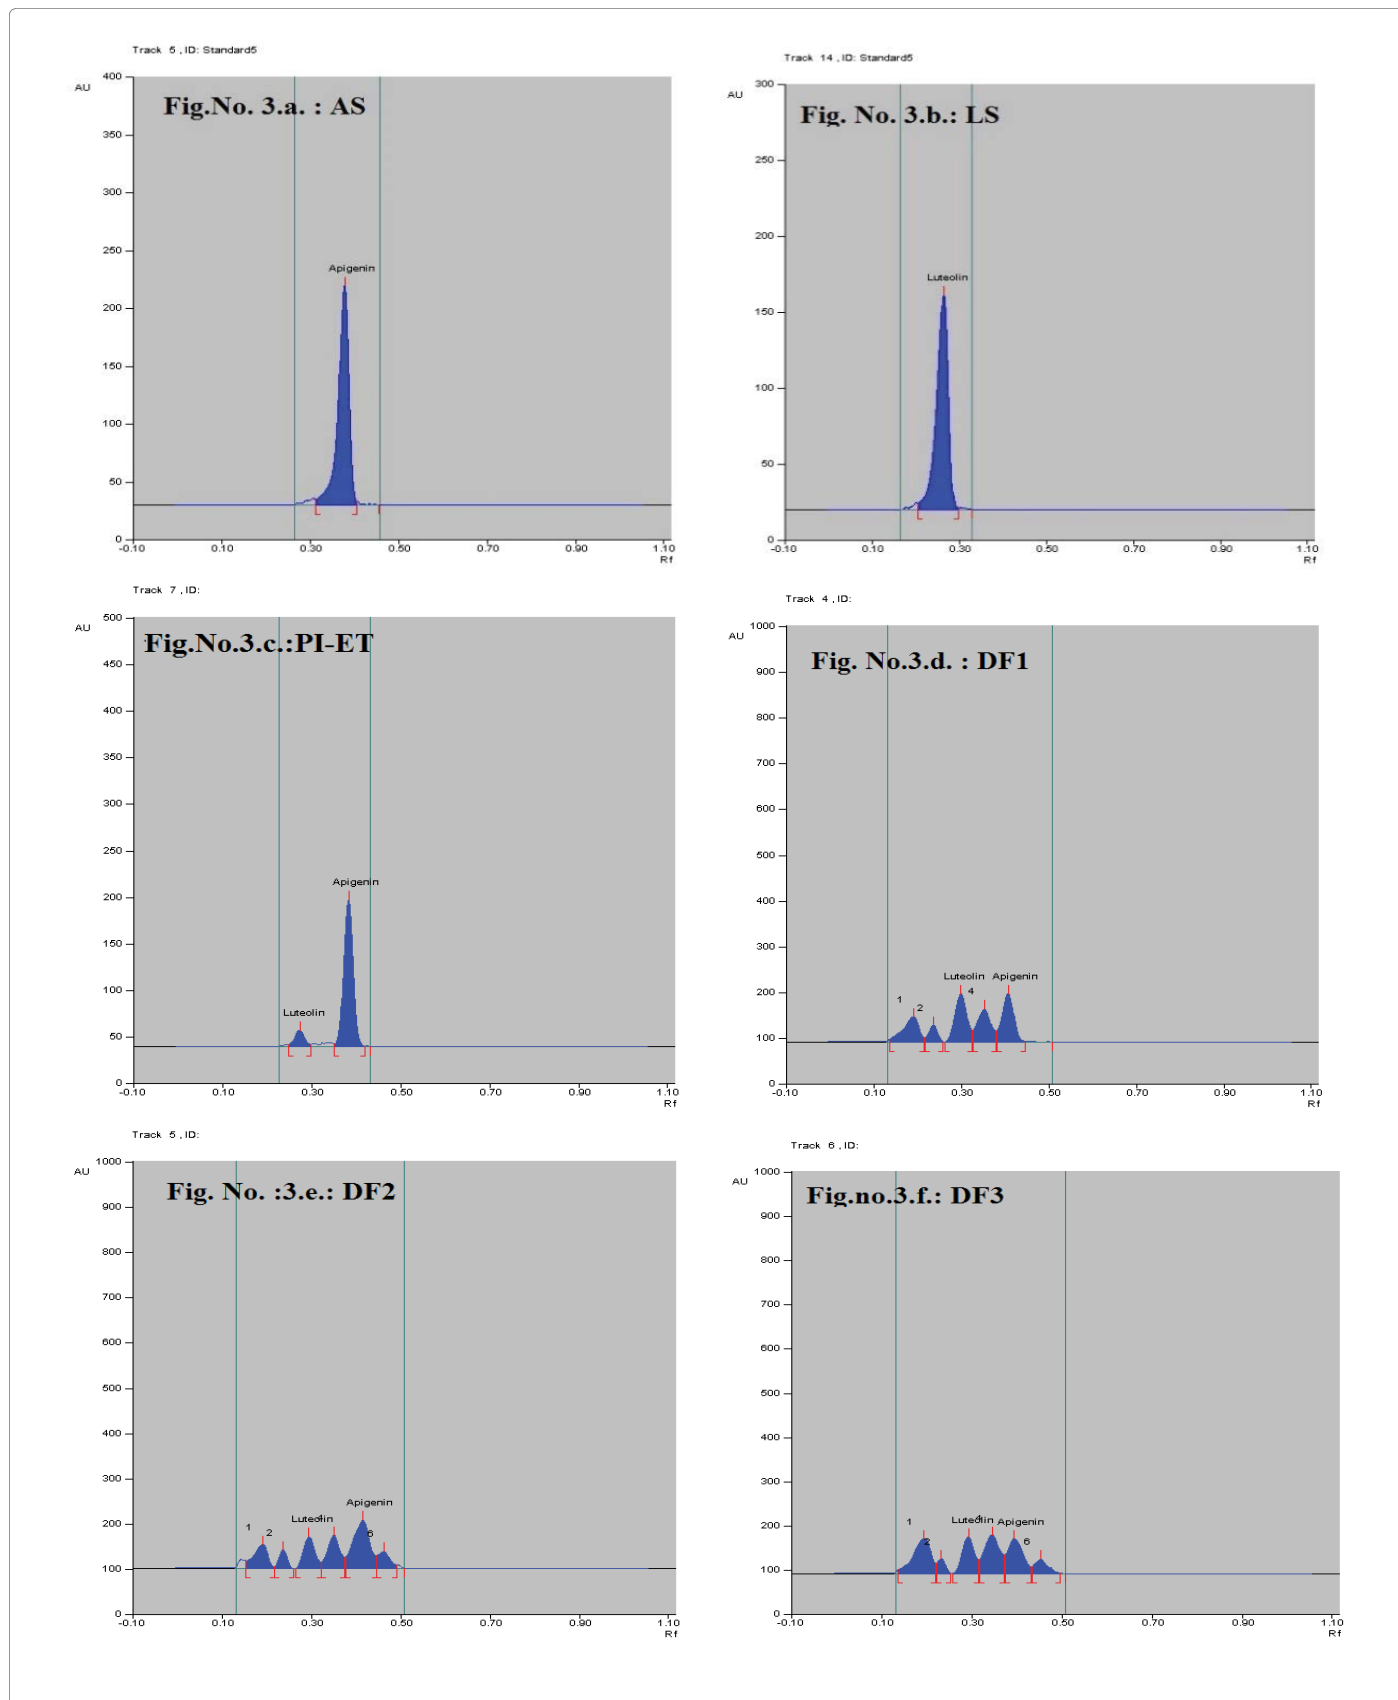 Track 5 , ID: Standard5
AU
Fig.No. 3.a. : AS
400
350
300
250
200
150
100
50
0
Apigenin
-0.10 0.10 0.30 0.50 0.70 0.90 1.10
Rf
Track 14 , ID: Standard5
AU
Fig. No. 3.b.: LS
300
250
200
150
100
50
0
Luteolin
-0.10 0.10 0.30 0.50 0.70 0.90 1.10
Rf
Track 7 , ID:
AU
Fig.No.3.c.:PI-ET
500
450
400
350
300
250
200
150
100
50
0
Apigenin
Luteolin
-0.10 0.10 0.30 0.50 0.70 0.90 1.10
Rf
Track 4 , ID:
AU
Fig. No.3.d. : DF1
1000
900
800
700
600
500
400
300
200
100
0
1 2 Luteolin 4 Apigenin
-0.10 0.10 0.30 0.50 0.70 0.90 1.10
Rf
Track 5 , ID:
AU
Fig. No. :3.e.: DF2
1000
900
800
700
600
500
400
300
200
100
0
1 2 Luteolin 4 Apigenin 6
-0.10 0.10 0.30 0.50 0.70 0.90 1.10
Rf
Track 6 , ID:
AU
Fig.no.3.f.: DF3
1000
900
800
700
600
500
400
300
200
100
0
1 2 Luteolin 4 Apigenin 6
-0.10 0.10 0.30 0.50 0.70 0.90 1.10
Rf